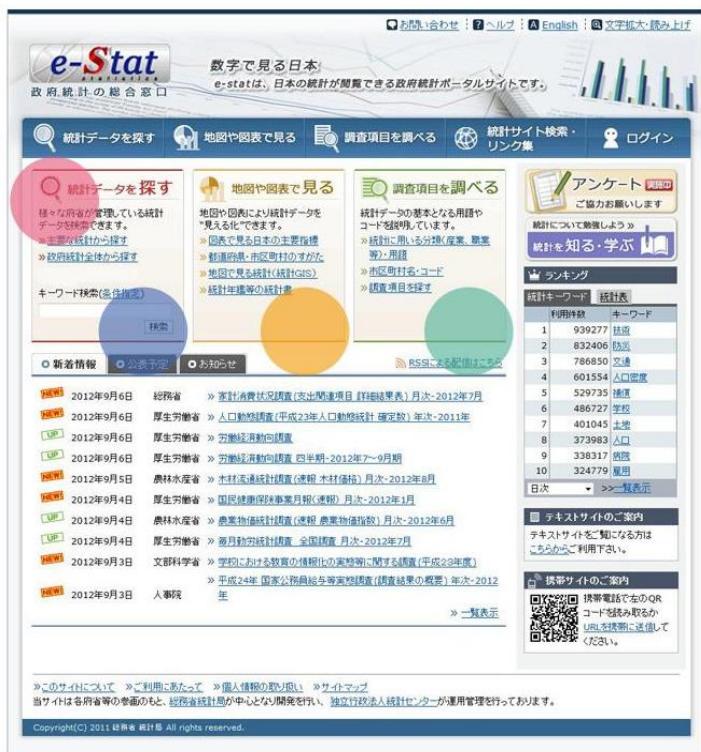 お問い合わせ ヘルプ English 文字拡大・読み上げ
e-Stat
statistics
政府統計の総合窓口
数字で見る日本
e-statは、日本の統計が閲覧できる政府統計ポータルサイトです。
統計データを探す 地図や図表で見る 調査項目を調べる 統計サイト検索・リンク集 ログイン
統計データを探す
様々な府省が管理している統計
データを検索できます。
»主要な統計から探す
»政府統計全体から探す
キーワード検索(条件指定)
検索
地図や図表で見る
地図や図表により統計データを
"見える化"できます。
»図表で見る日本の主要指標
»都道府県・市区町村のすがた
»地図で見る統計(統計GIS)
»統計年鑑等の統計書
調査項目を調べる
統計データの基本となる用語や
コードを説明しています。
»統計に用いる分類(産業、職業
等)・用語
»市区町村名・コード
»調査項目を探す
アンケート 実施中
ご協力お願いします
統計について勉強しよう »
統計を知る・学ぶ
ランキング
統計キーワード 統計表
利用件数 キーワード
1 939277 技術
2 832406 防災
3 786850 交通
4 601554 人口密度
5 529735 補償
6 486727 学校
7 401045 土地
8 373983 人口
9 338317 病院
10 324779 雇用
日次 >>一覧表示
新着情報 公表予定 お知らせ RSSによる配信はこちら
NEW 2012年9月6日 総務省 » 家計消費状況調査(支出関連項目 詳細結果表) 月次-2012年7月
NEW 2012年9月6日 厚生労働省 » 人口動態調査(平成23年人口動態統計 確定数) 年次-2011年
UP 2012年9月6日 厚生労働省 » 労働経済動向調査
UP 2012年9月6日 厚生労働省 » 労働経済動向調査 四半期-2012年7～9月期
NEW 2012年9月5日 農林水産省 » 木材流通統計調査(速報 木材価格) 月次-2012年8月
NEW 2012年9月4日 厚生労働省 » 国民健康保険事業月報(速報) 月次-2012年1月
UP 2012年9月4日 農林水産省 » 農業物価統計調査(速報 農業物価指数) 月次-2012年6月
UP 2012年9月4日 厚生労働省 » 毎月勤労統計調査 全国調査 月次-2012年7月
NEW 2012年9月3日 文部科学省 » 学校における教育の情報化の実態等に関する調査(平成23年度)
NEW 2012年9月3日 人事院 » 平成24年 国家公務員給与等実態調査(調査結果の概要) 年次-2012
年
» 一覧表示
テキストサイトのご案内
テキストサイトをご覧になる方は
こちらからご利用下さい。
携帯サイトのご案内
携帯電話で左のQR
コードを読み取るか
URLを携帯に送信して
ください。
»このサイトについて »ご利用にあたって »個人情報の取り扱い »サイトマップ
当サイトは各府省等の参画のもと、総務省統計局が中心となり開発を行い、独立行政法人統計センターが運用管理を行っております。
Copyright(C) 2011 総務省 統計局 All rights reserved.